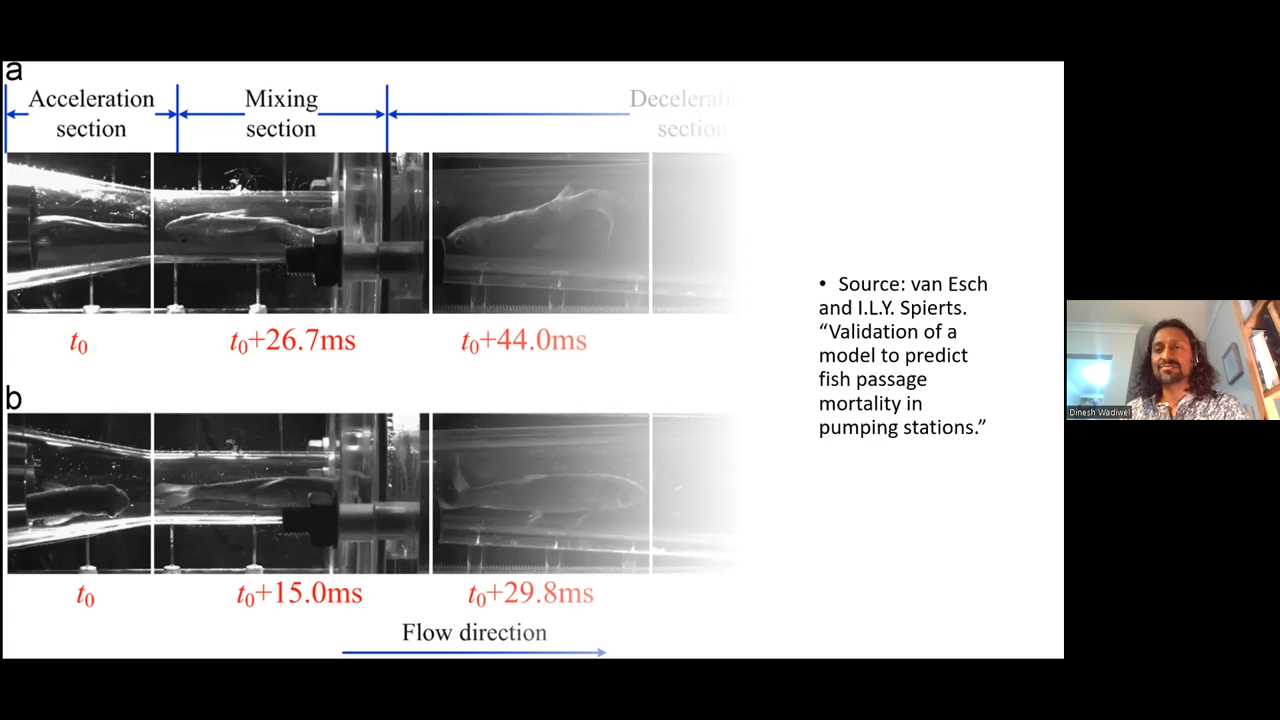 a
Acceleration
section
Mixing
section
Decelerati
section
t0
t0+26.7ms
t0+44.0ms
b
t0
t0+15.0ms
t0+29.8ms
Flow direction
• Source: van Esch
and I.L.Y. Spierts.
“Validation of a
model to predict
fish passage
mortality in
pumping stations.”
Dinesh Wadiwel